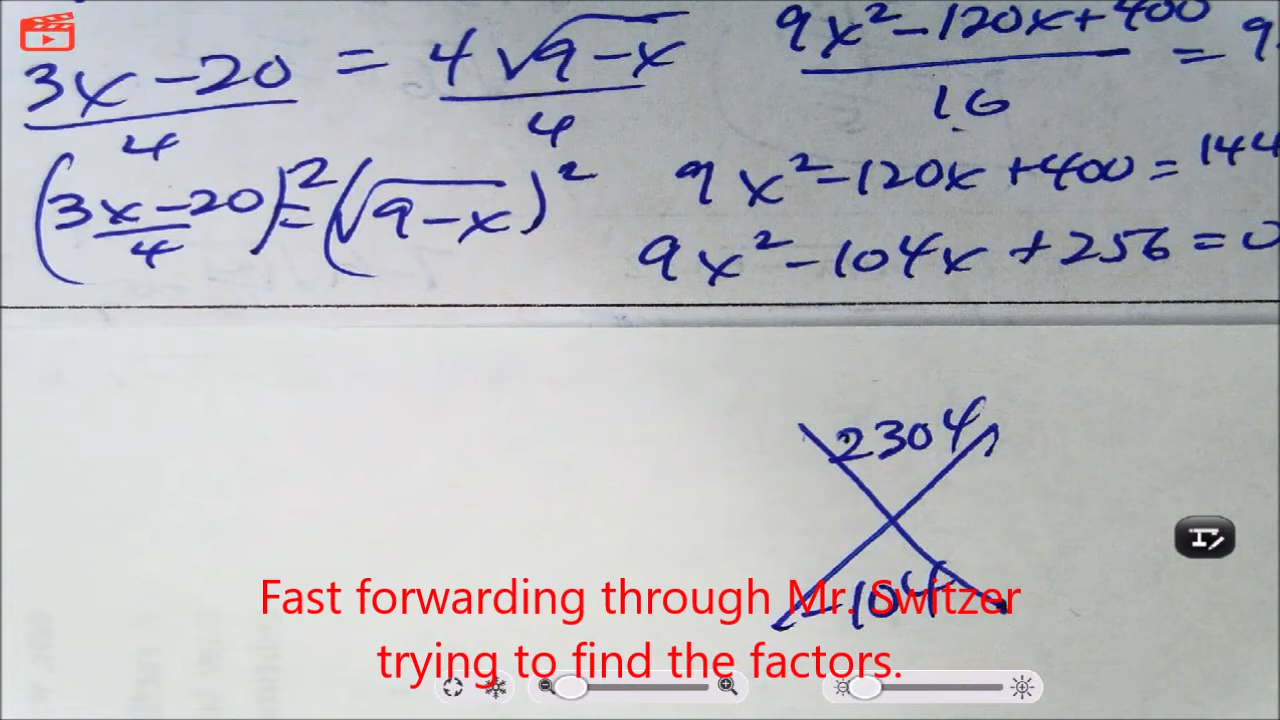 3x-20 = 4√9-x
4 4
(3x-20)² = (√9-x)²
4
9x²-120x+400 = 9
16
9x²-120x+400 = 144
9x²-104x+256 = 0
2304
-104
Fast forwarding through Mr. Switzer
trying to find the factors.